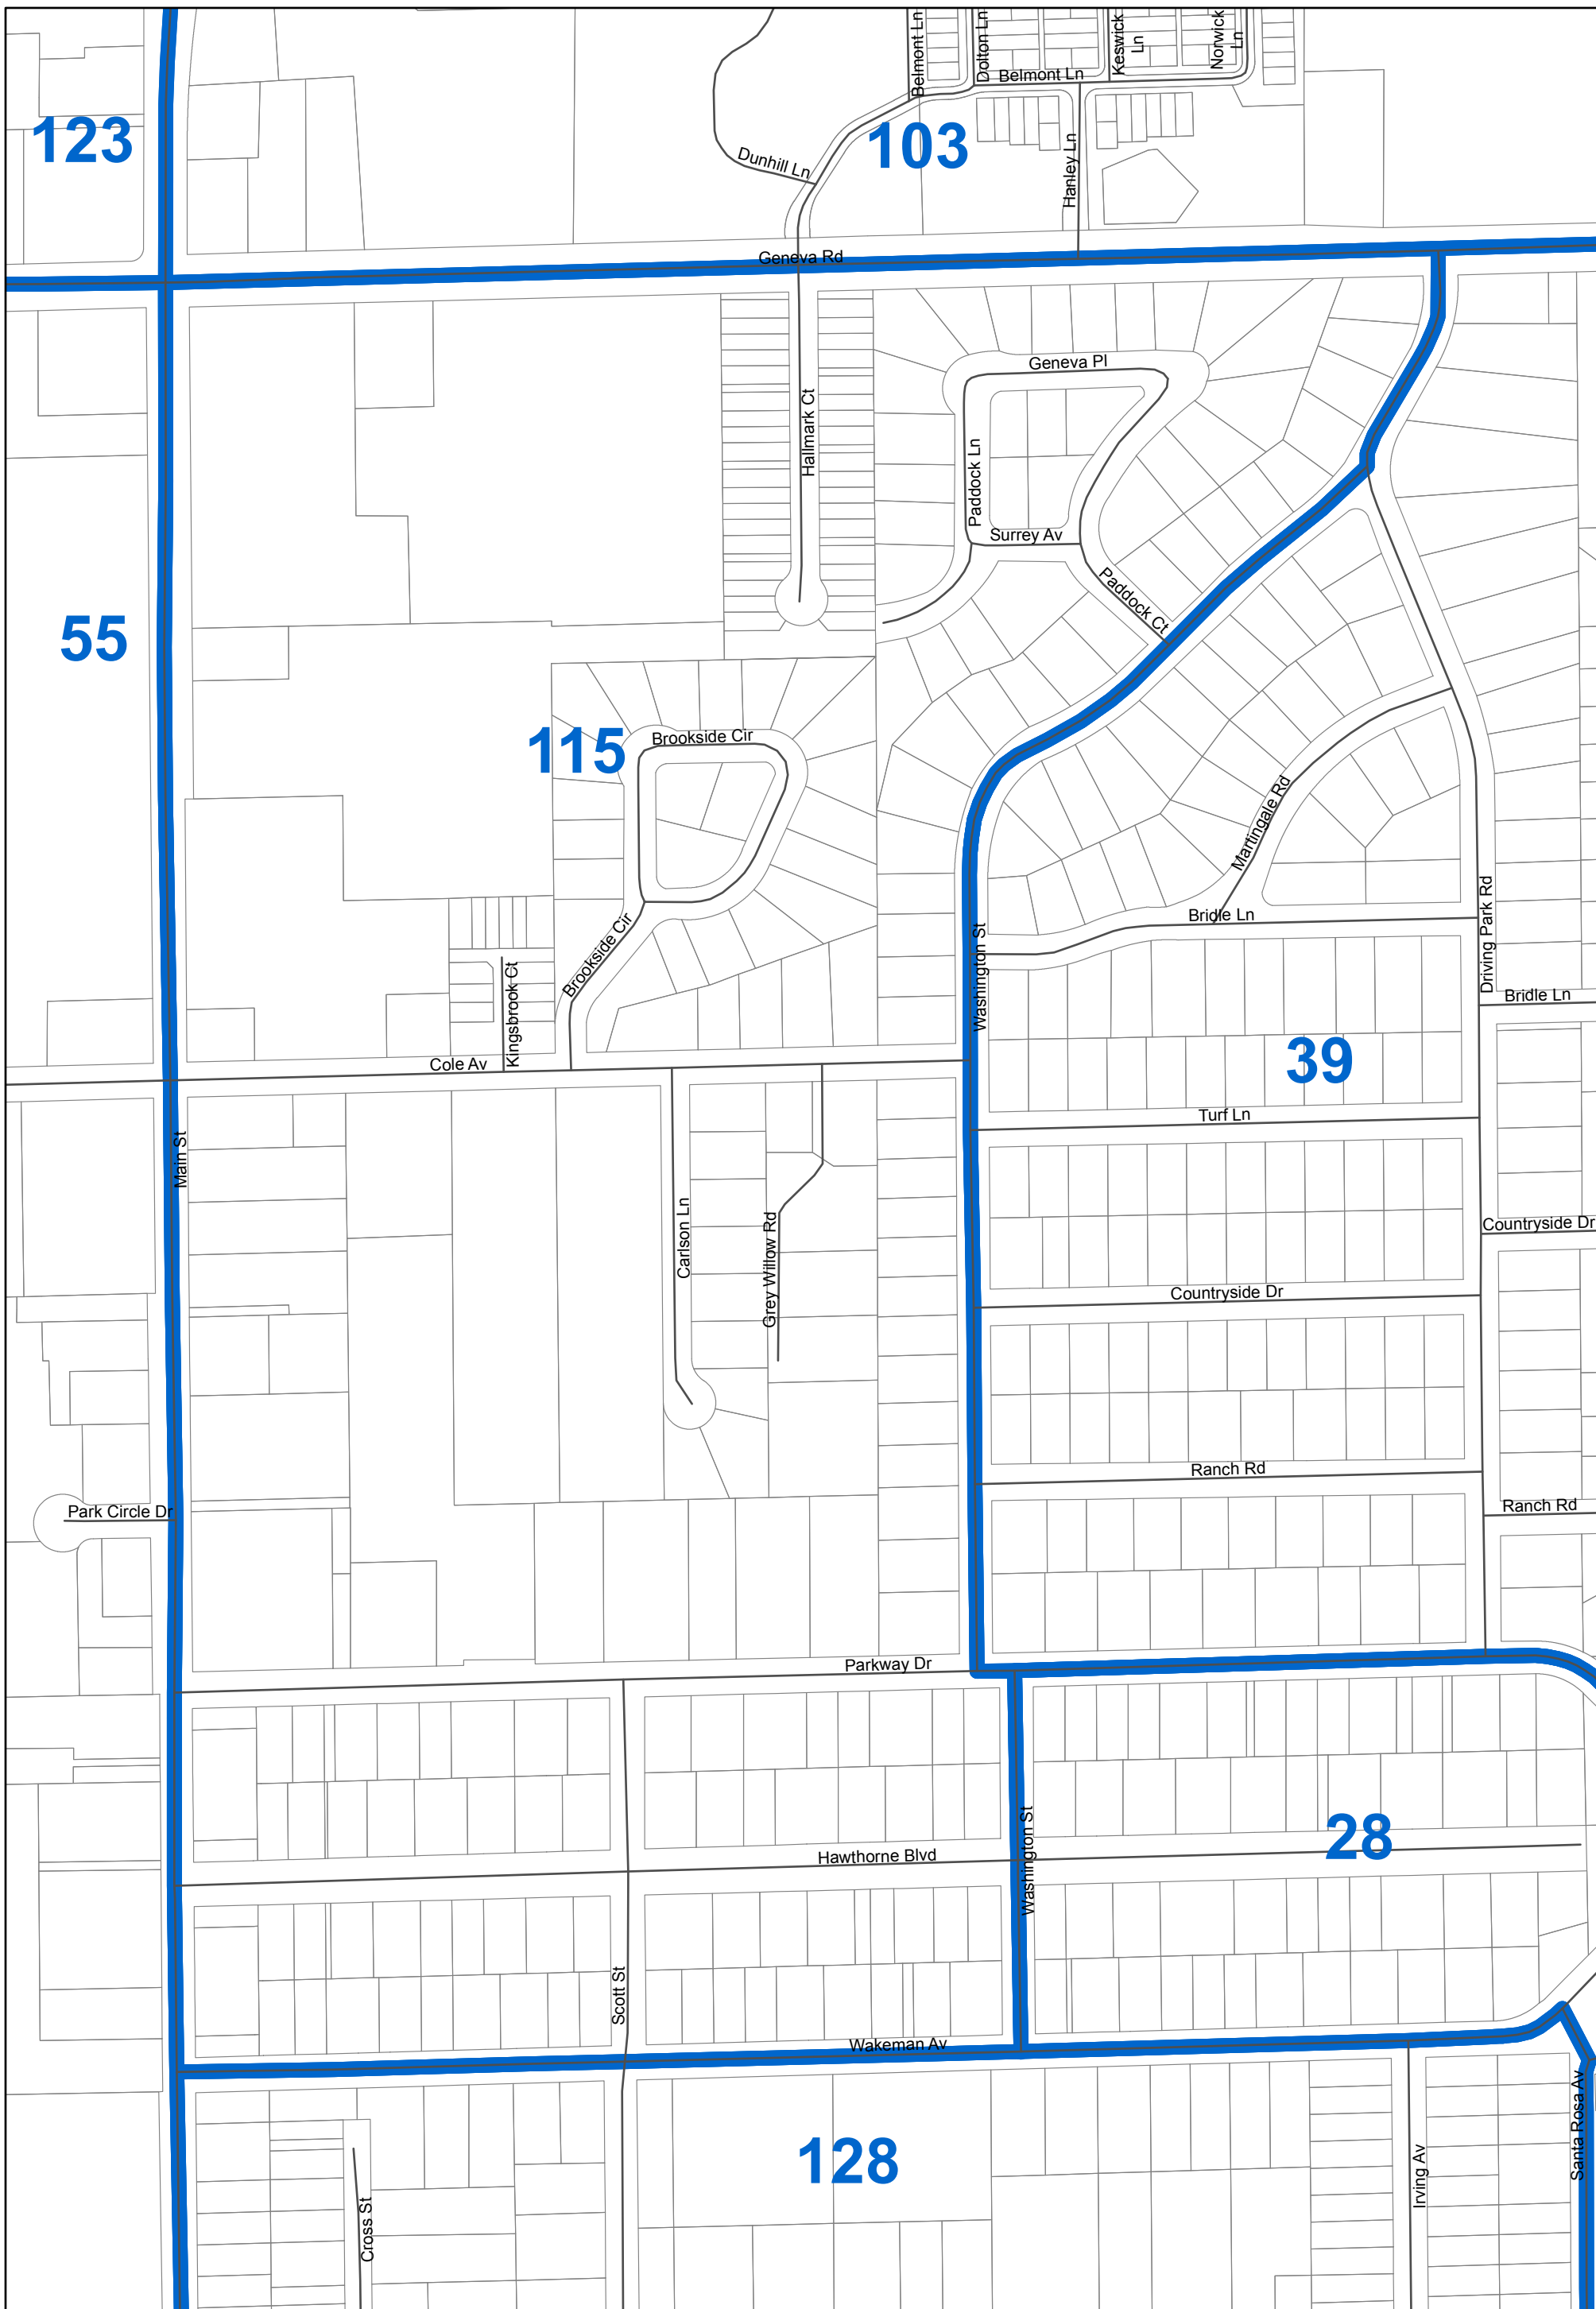 Belmont Ln
Dolton Ln
Keswick
Ln
Norwick
Ln
Belmont Ln
123
103
Dunhill Ln
Hanley Ln
Geneva Rd
Geneva Pl
Hallmark Ct
Paddock Ln
Surrey Av
Paddock Ct
55
115
Brookside Cir
Martingale Rd
Brookside Cir
Bridle Ln
Washington St
Driving Park Rd
Kingsbrook Ct
Bridle Ln
Cole Av
39
Turf Ln
Main St
Carlson Ln
Grey Willow Rd
Countryside Dr
Countryside Dr
Ranch Rd
Ranch Rd
Park Circle Dr
Parkway Dr
Washington St
28
Hawthorne Blvd
Scott St
Wakeman Av
Santa Rosa Av
128
Irving Av
Cross St